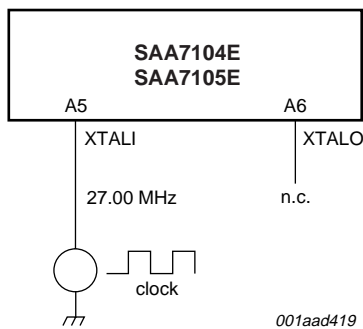 SAA7104E
SAA7105E
A5 A6
XTALI XTALO
27.00 MHz n.c.
clock
001aad419